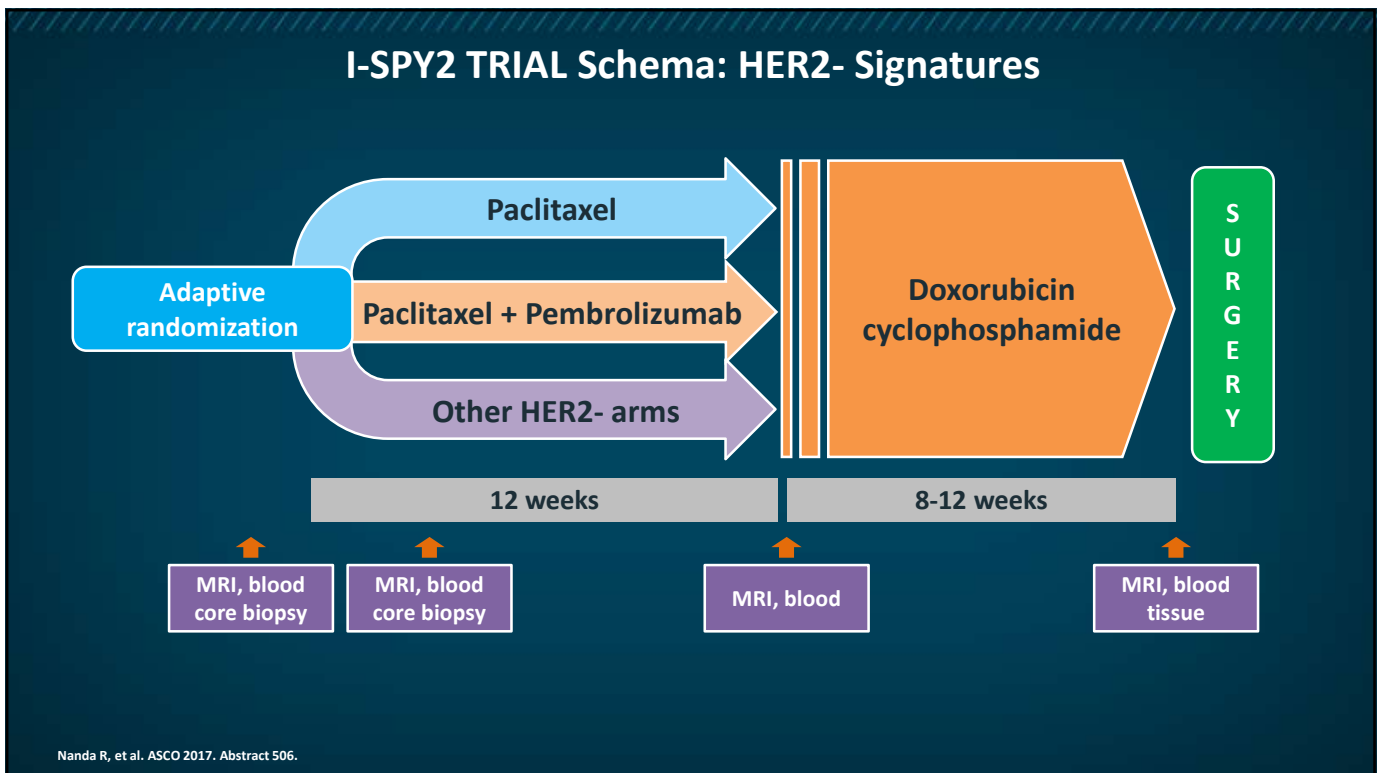 I-SPY2 TRIAL Schema: HER2- Signatures
Paclitaxel
Adaptive
randomization
Paclitaxel + Pembrolizumab
Other HER2- arms
Doxorubicin
cyclophosphamide
S
U
R
G
E
R
Y
12 weeks
8-12 weeks
MRI, blood
core biopsy
MRI, blood
core biopsy
MRI, blood
MRI, blood
tissue
Nanda R, et al. ASCO 2017. Abstract 506.